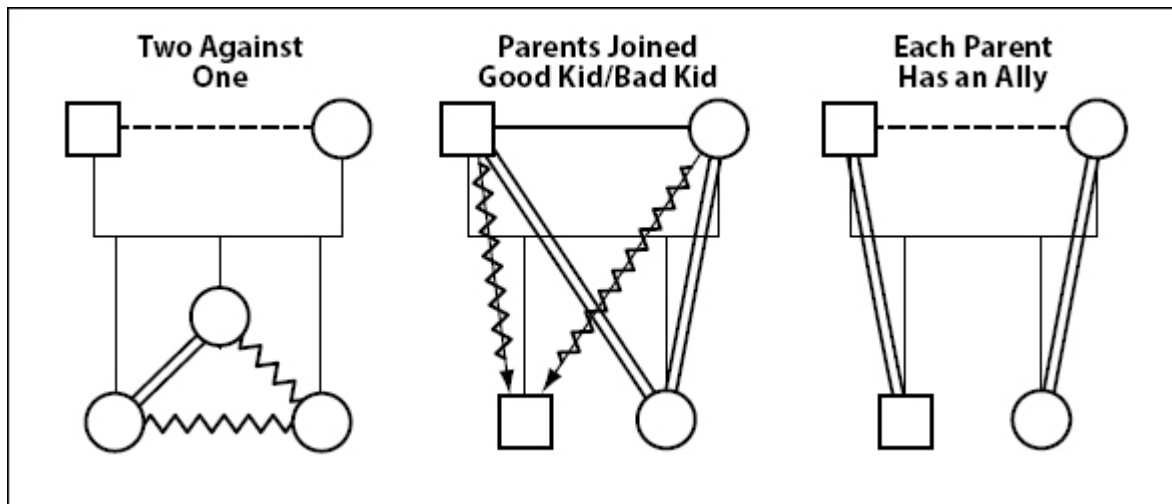 Two Against
One
Parents Joined
Good Kid/Bad Kid
Each Parent
Has an Ally